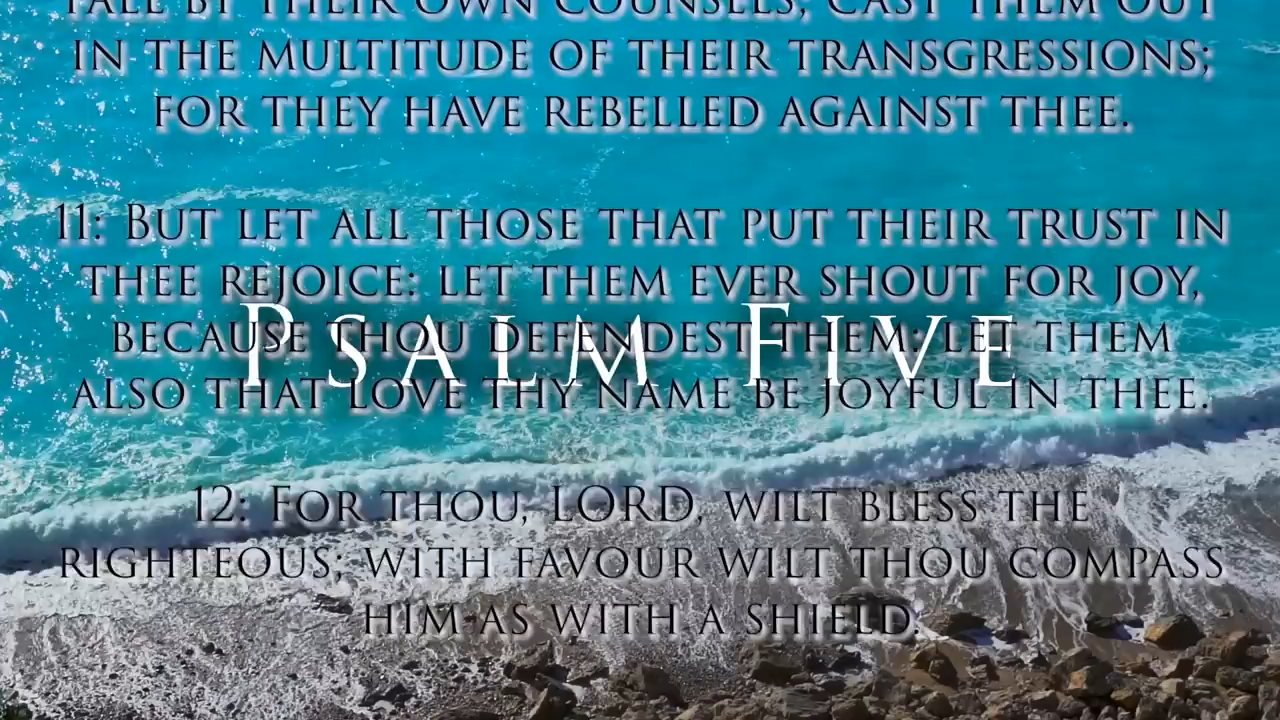 FALL BY THEIR OWN COUNSELS; CAST THEM OUT
IN THE MULTITUDE OF THEIR TRANSGRESSIONS;
FOR THEY HAVE REBELLED AGAINST THEE.
11: BUT LET ALL THOSE THAT PUT THEIR TRUST IN
THEE REJOICE: LET THEM EVER SHOUT FOR JOY,
BECAUSE THOU DEFENDEST THEM: LET THEM
ALSO THAT LOVE THY NAME BE JOYFUL IN THEE.
PSALM FIVE
12: FOR THOU, LORD, WILT BLESS THE
RIGHTEOUS; WITH FAVOUR WILT THOU COMPASS
HIM AS WITH A SHIELD.